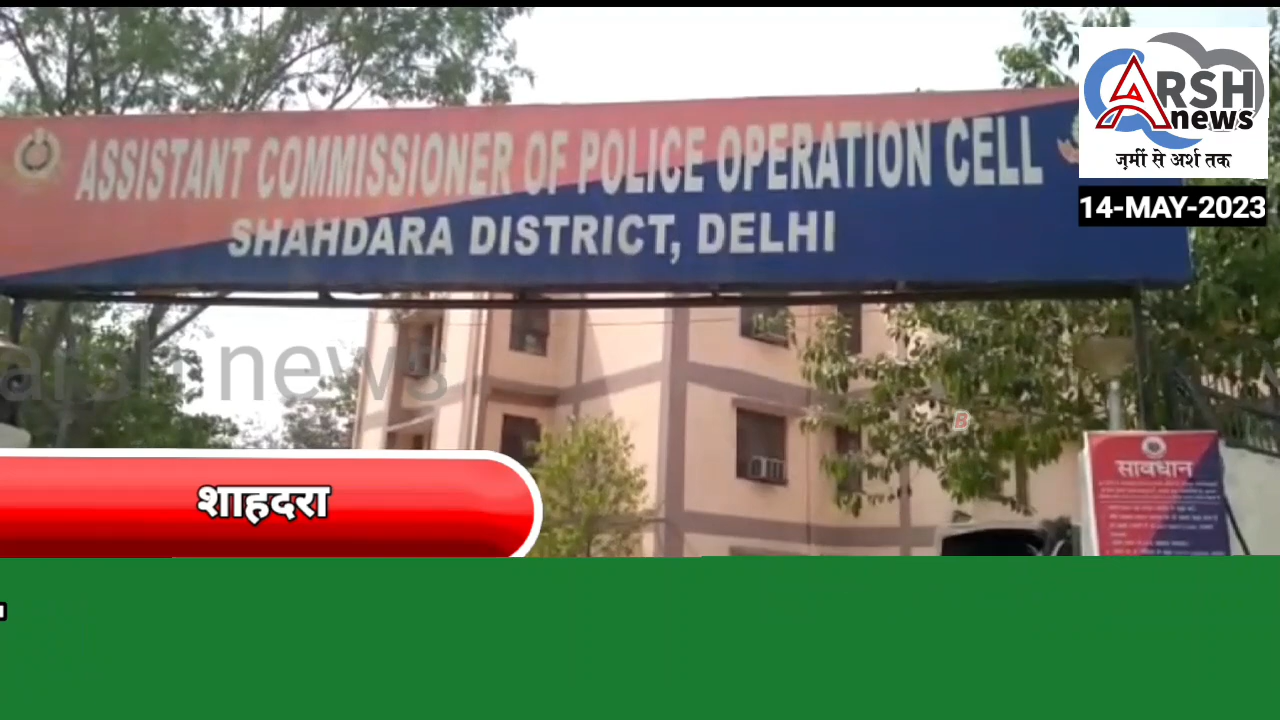 ARSH
news
ज़मीं से अर्श तक
14-MAY-2023
ASSISTANT COMMISSIONER OF POLICE OPERATION CELL
SHAHDARA DISTRICT, DELHI
arsh news
B
सावधान
शाहदरा